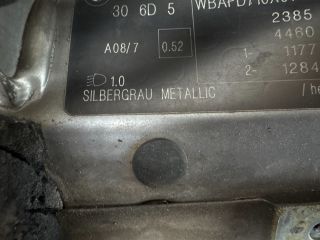 30 6D 5
2385
4460
A08/7 0.52 1- 1177
1.0 2- 1284
SILBERGRAU METALLIC